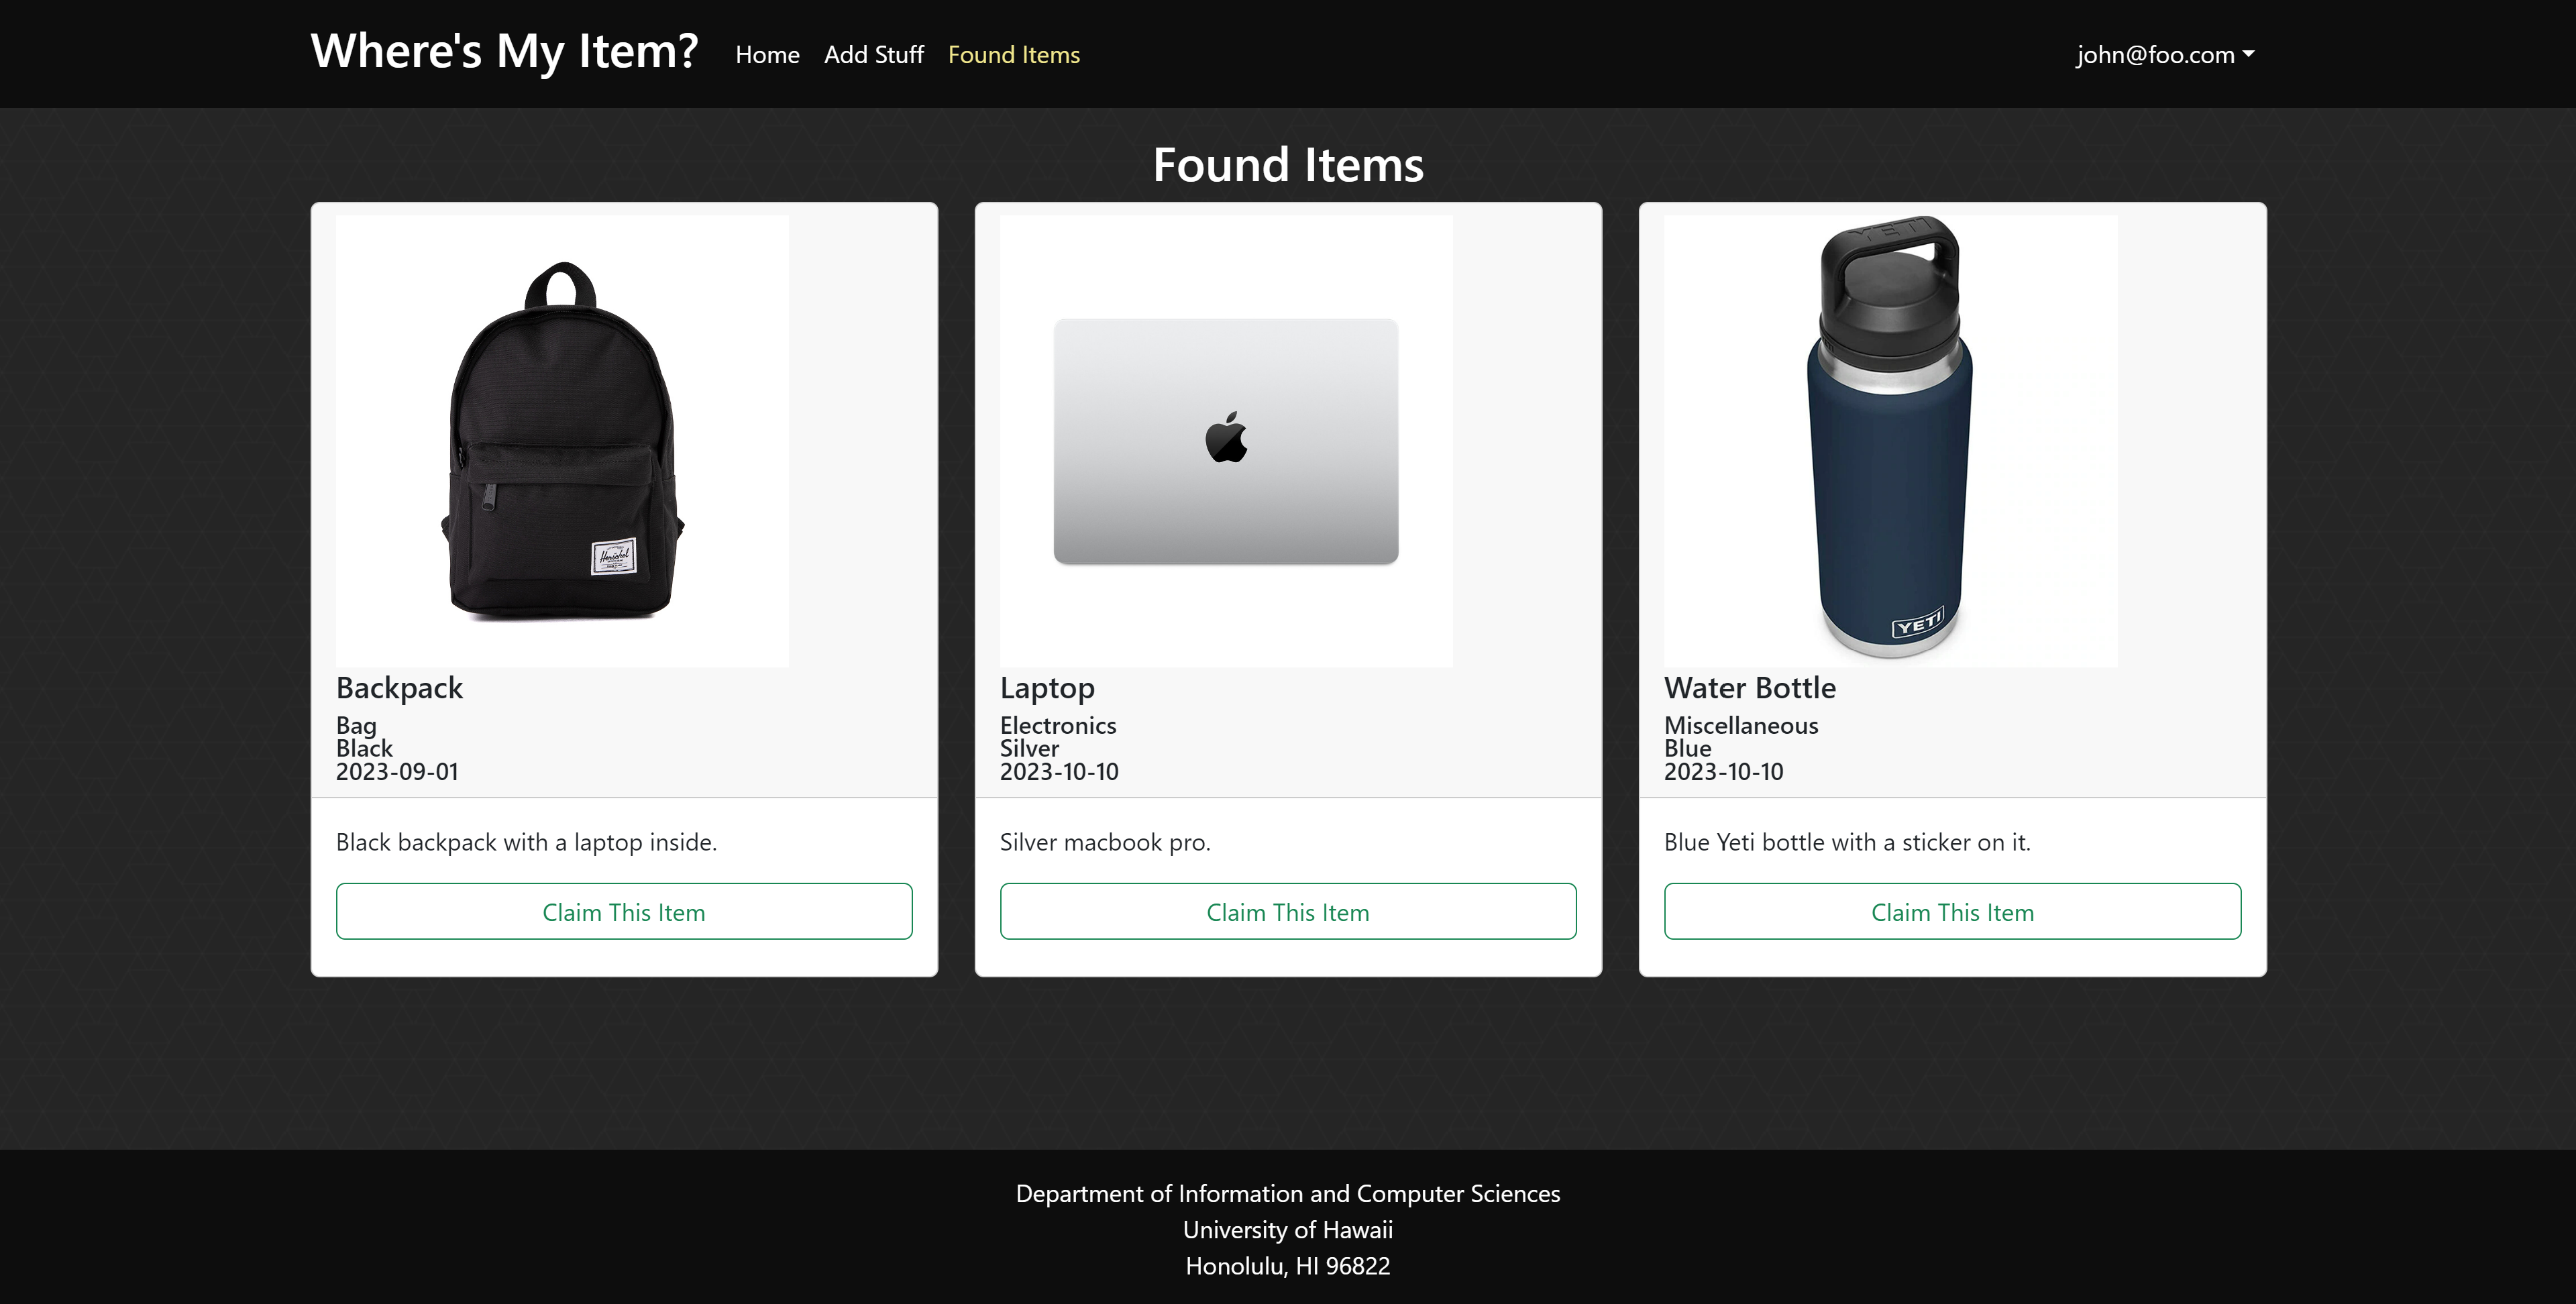 Where's My Item?
Home
Add Stuff
Found Items
john@foo.com
Found Items
Herschel
Backpack
Bag
Black
2023-09-01
Black backpack with a laptop inside.
Claim This Item
Laptop
Electronics
Silver
2023-10-10
Silver macbook pro.
Claim This Item
YETI
YETI
Water Bottle
Miscellaneous
Blue
2023-10-10
Blue Yeti bottle with a sticker on it.
Claim This Item
Department of Information and Computer Sciences
University of Hawaii
Honolulu, HI 96822